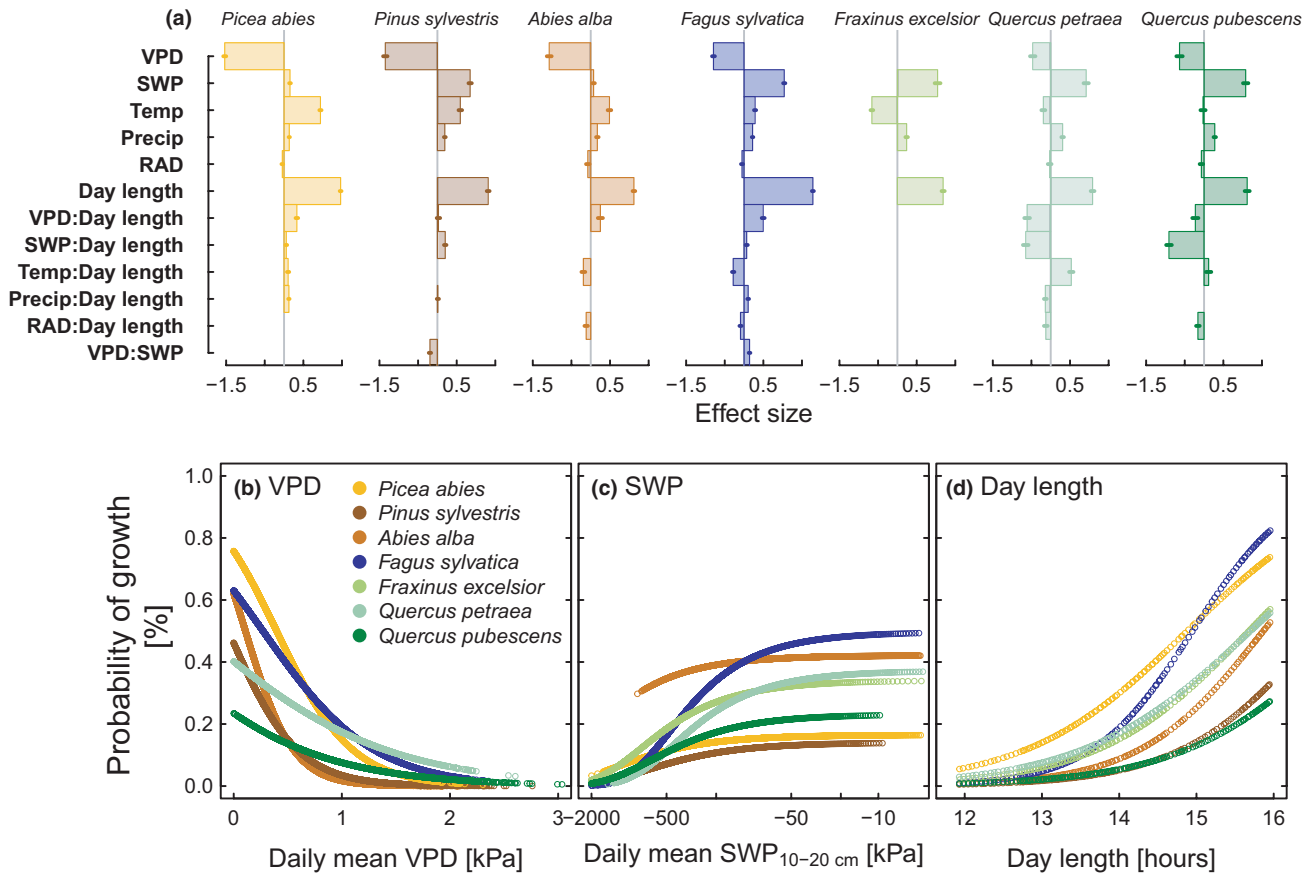 (a) Picea abies Pinus sylvestris Abies alba Fagus sylvatica Fraxinus excelsior Quercus petraea Quercus pubescens
VPD
SWP
Temp
Precip
RAD
Day length
VPD:Day length
SWP:Day length
Temp:Day length
Precip:Day length
RAD:Day length
VPD:SWP
−1.5 0.5 −1.5 0.5 −1.5 0.5 −1.5 0.5 −1.5 0.5 −1.5 0.5 −1.5 0.5
Effect size
Probability of growth
[%]
1.0
0.8
0.6
0.4
0.2
0.0
(b) VPD
Picea abies
Pinus sylvestris
Abies alba
Fagus sylvatica
Fraxinus excelsior
Quercus petraea
Quercus pubescens
0 1 2 3
Daily mean VPD [kPa]
(c) SWP
−2000 −500 −50 −10
Daily mean SWP10−20 cm [kPa]
(d) Day length
12 13 14 15 16
Day length [hours]